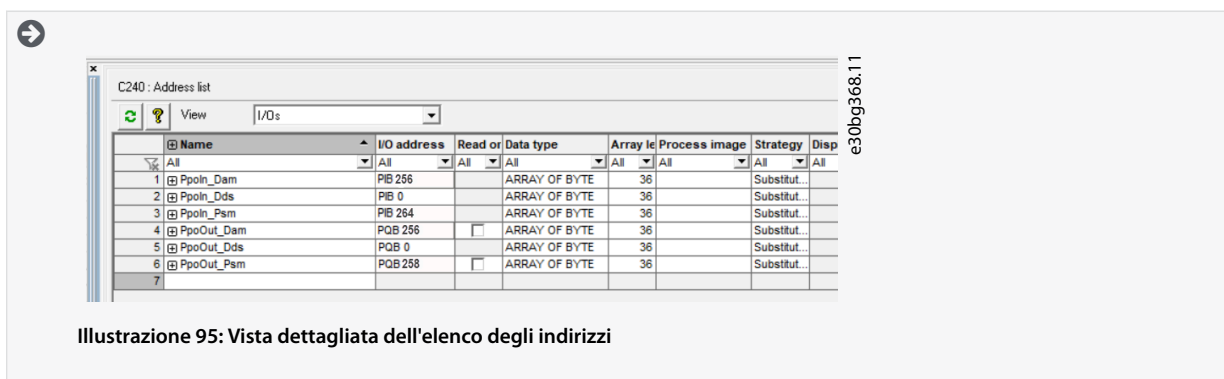 C240 : Address list
View I/Os
Name I/O address Read or Data type Array le Process image Strategy Disp
All All All All All All All All
1 PpoIn_Dam PIB 256 ARRAY OF BYTE 36 Substitut...
2 PpoIn_Dds PIB 0 ARRAY OF BYTE 36 Substitut...
3 PpoIn_Psm PIB 264 ARRAY OF BYTE 36 Substitut...
4 PpoOut_Dam PQB 256 ARRAY OF BYTE 36 Substitut...
5 PpoOut_Dds PQB 0 ARRAY OF BYTE 36 Substitut...
6 PpoOut_Psm PQB 258 ARRAY OF BYTE 36 Substitut...
7
e30bg368.11
Illustrazione 95: Vista dettagliata dell'elenco degli indirizzi